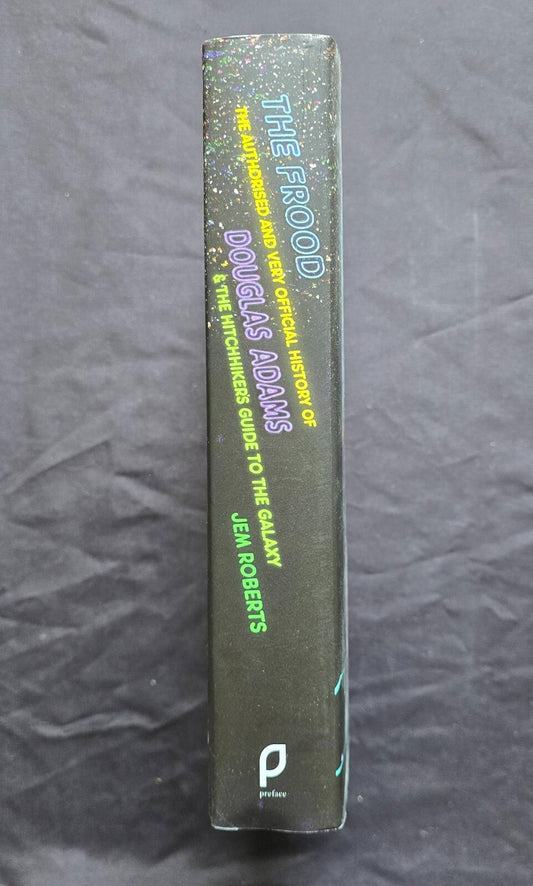 THE FROOD
THE AUTHORISED AND VERY OFFICIAL HISTORY OF
DOUGLAS ADAMS
& 'THE HITCHHIKER'S GUIDE TO THE GALAXY
JEM ROBERTS
preface